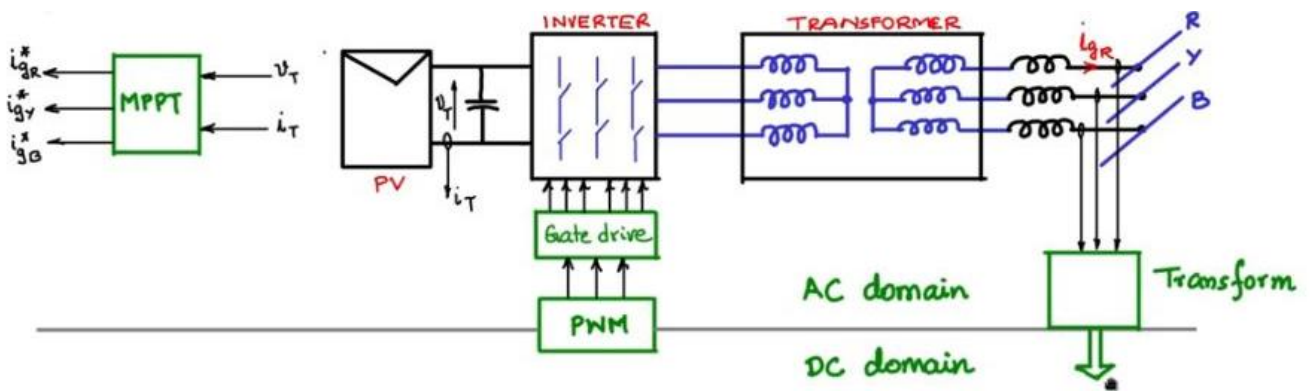 INVERTER
TRANSFORMER
R
i*gR
MPPT
vT
igR
Y
i*gY
vT
B
i*gB
iT
PV
iT
Gate drive
AC domain
Transform
PWM
DC domain